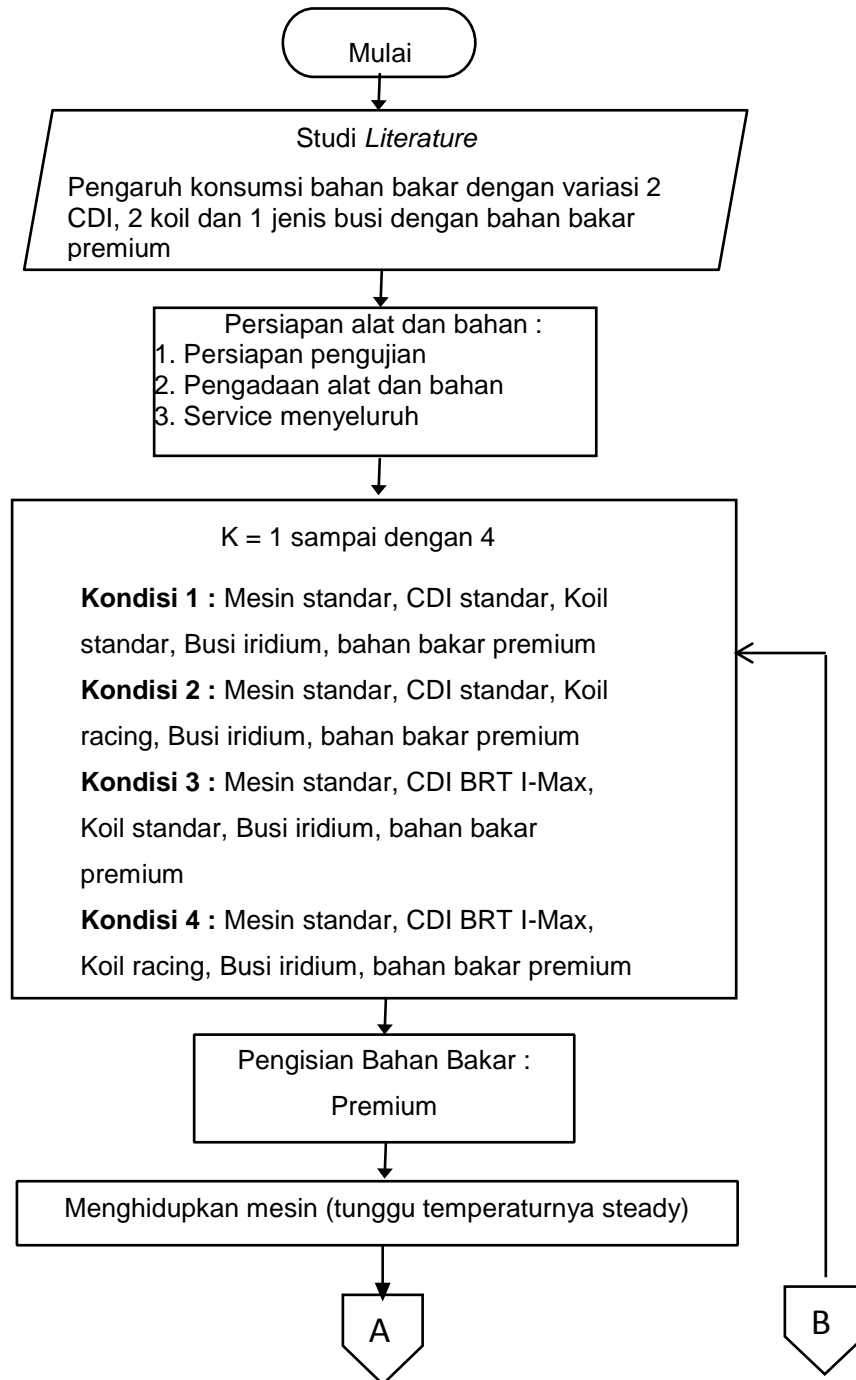 Mulai
Studi Literature
Pengaruh konsumsi bahan bakar dengan variasi 2
CDI, 2 koil dan 1 jenis busi dengan bahan bakar
premium
Persiapan alat dan bahan :
1. Persiapan pengujian
2. Pengadaan alat dan bahan
3. Service menyeluruh
K = 1 sampai dengan 4
Kondisi 1 : Mesin standar, CDI standar, Koil
standar, Busi iridium, bahan bakar premium
Kondisi 2 : Mesin standar, CDI standar, Koil
racing, Busi iridium, bahan bakar premium
Kondisi 3 : Mesin standar, CDI BRT I-Max,
Koil standar, Busi iridium, bahan bakar
premium
Kondisi 4 : Mesin standar, CDI BRT I-Max,
Koil racing, Busi iridium, bahan bakar premium
Pengisian Bahan Bakar :
Premium
Menghidupkan mesin (tunggu temperaturnya steady)
A
B